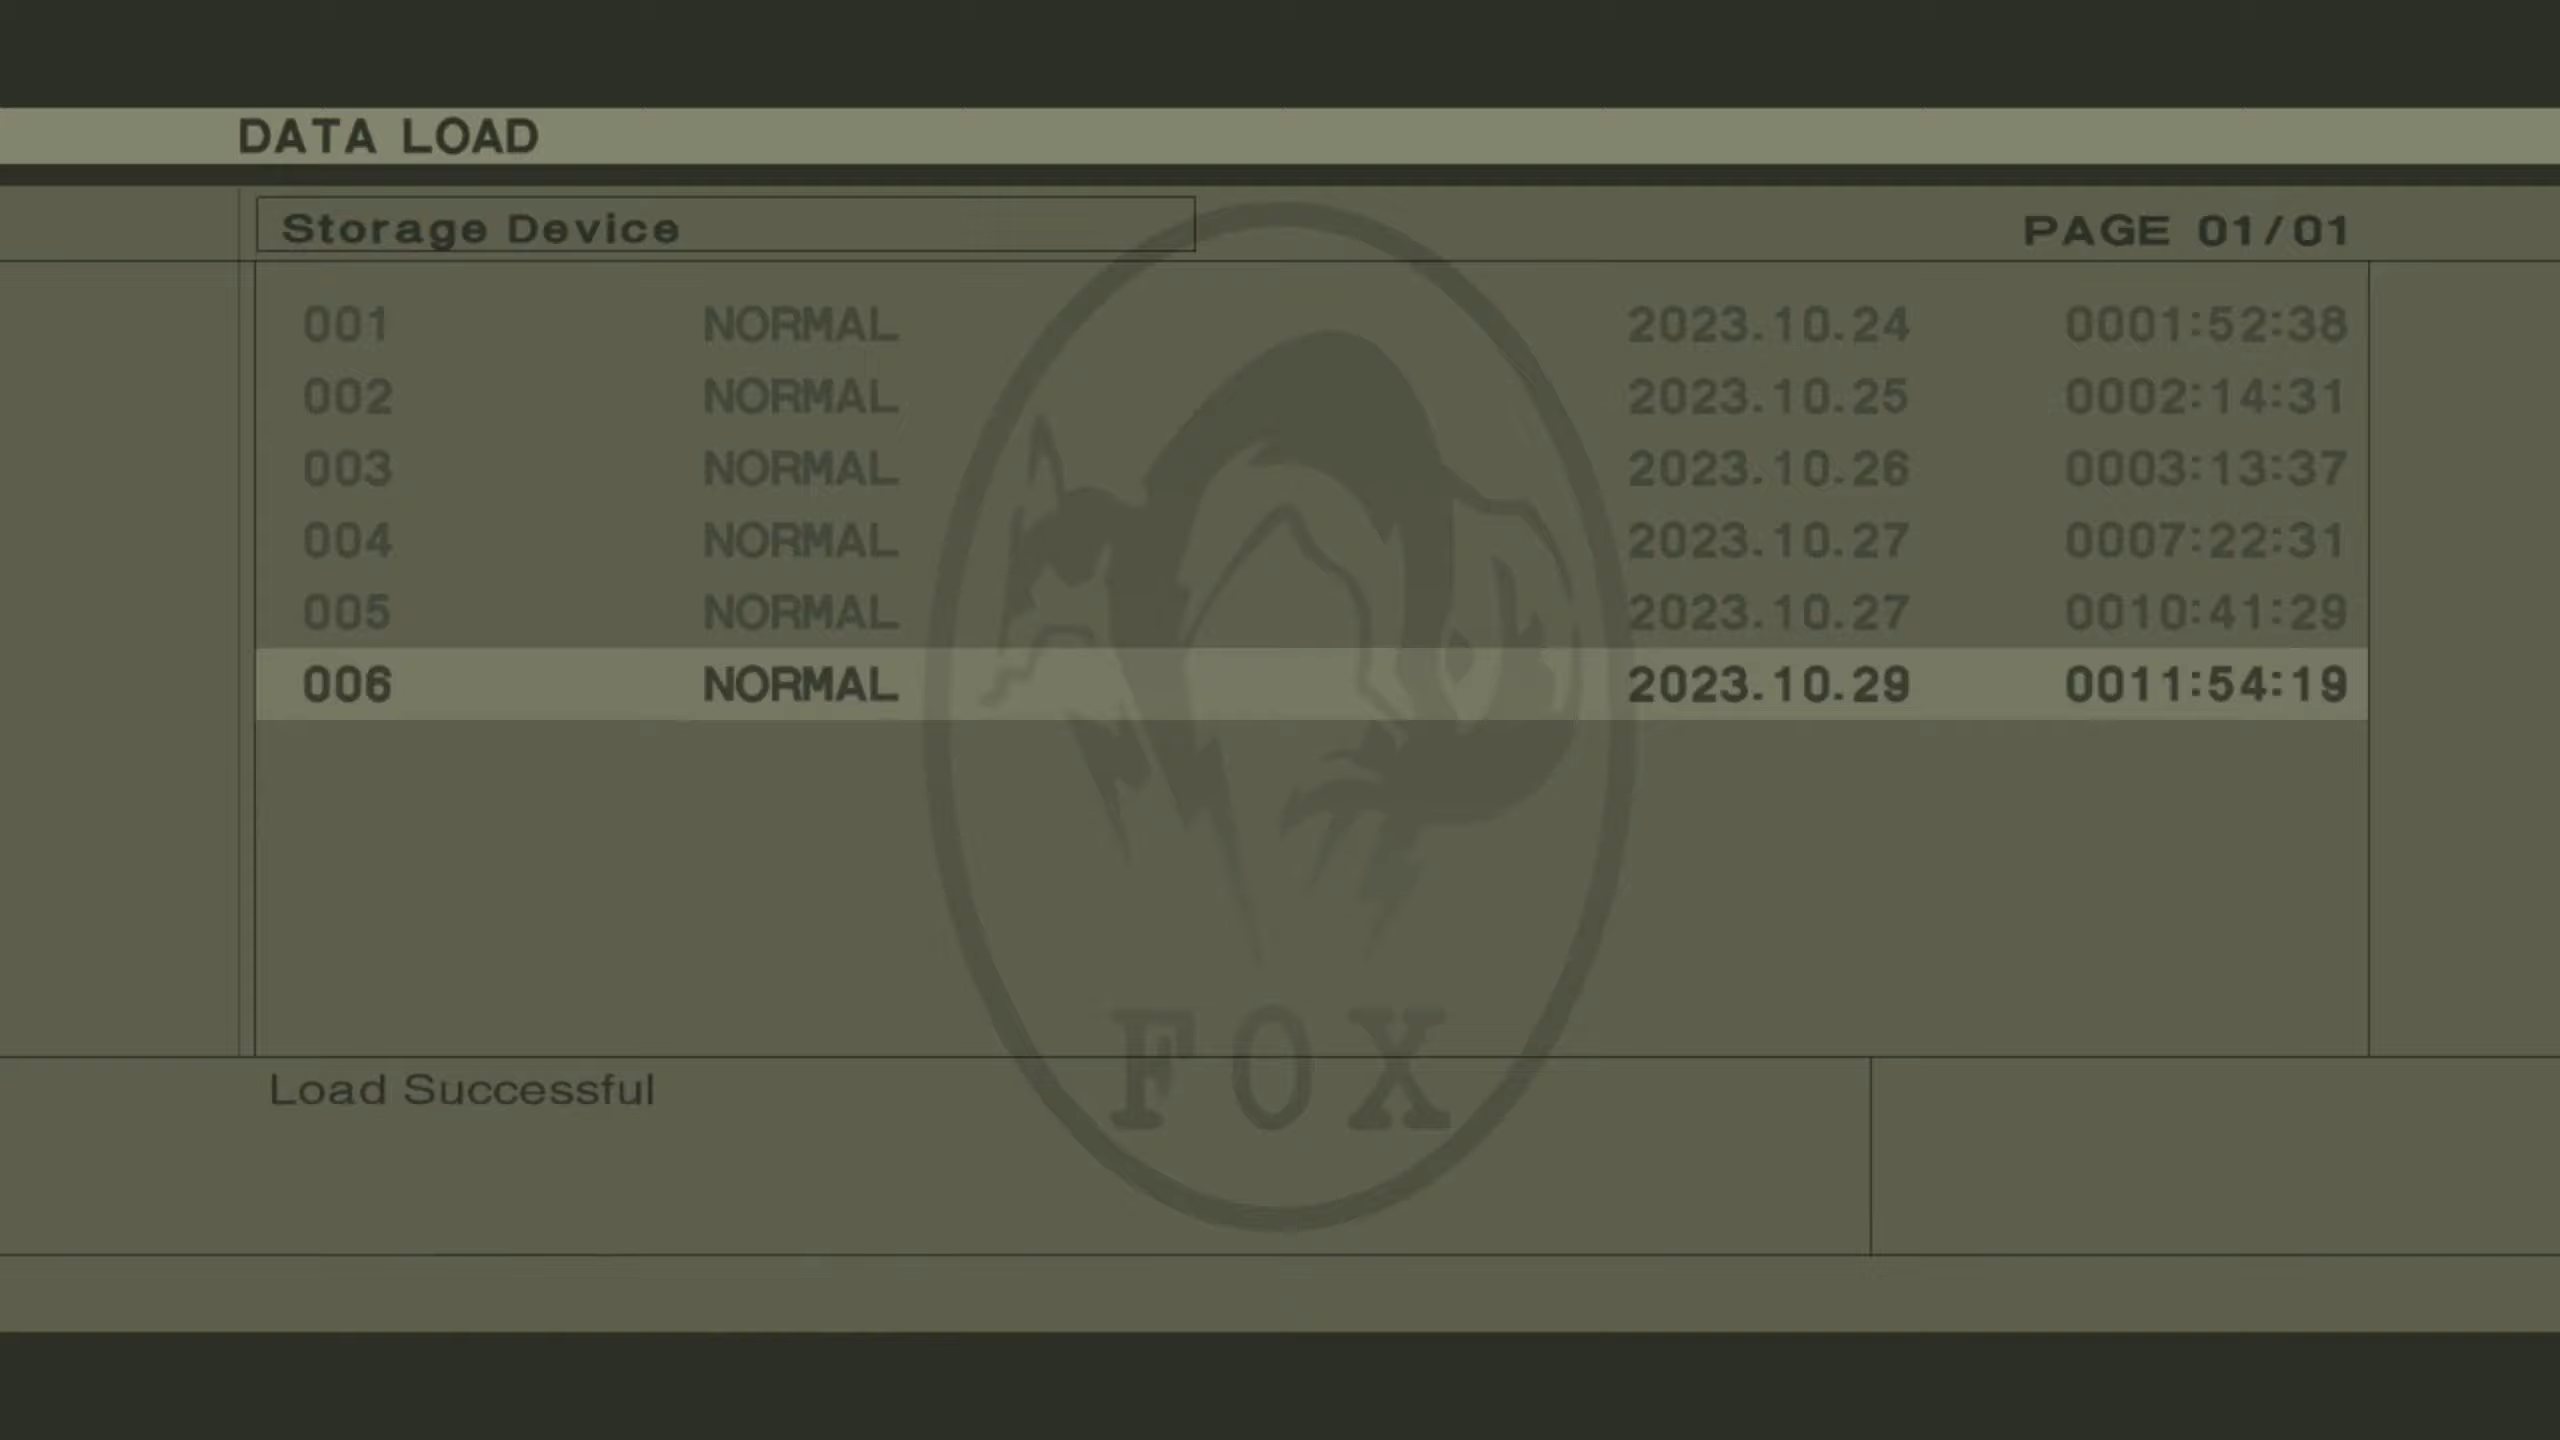 DATA LOAD
Storage Device PAGE 01/01
001 NORMAL 2023.10.24 0001:52:38
002 NORMAL 2023.10.25 0002:14:31
003 NORMAL 2023.10.26 0003:13:37
004 NORMAL 2023.10.27 0007:22:31
005 NORMAL 2023.10.27 0010:41:29
006 NORMAL 2023.10.29 0011:54:19
FOX
Load Successful